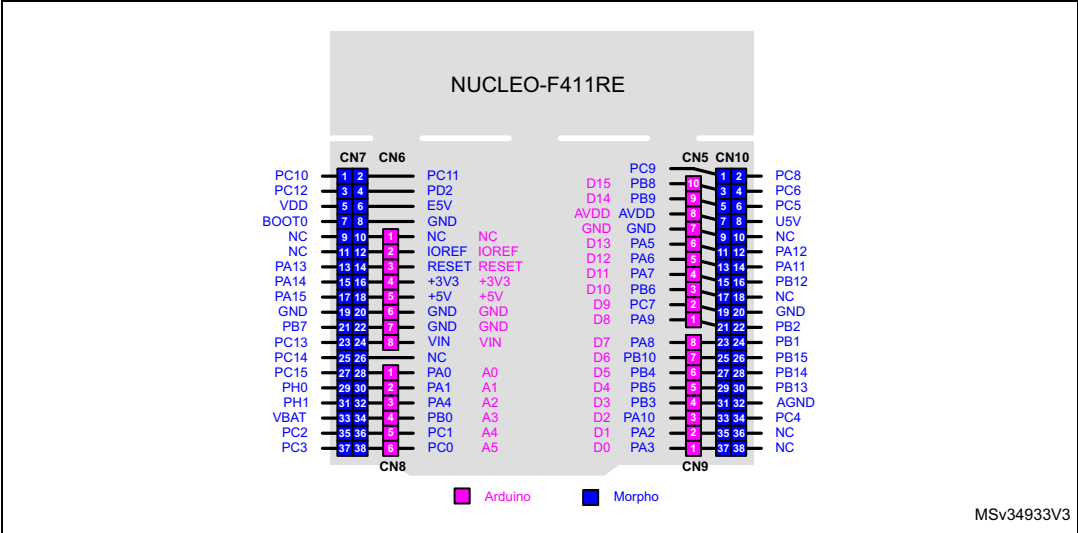 NUCLEO-F411RE
CN7 CN6 CN5 CN10
PC9
PC10 1 2 PC11 1 2 PC8
PC12 3 4 PD2 D15 PB8 10 3 4 PC6
VDD 5 6 E5V D14 PB9 9 5 6 PC5
BOOT0 7 8 GND AVDD AVDD 8 7 8 U5V
NC 9 10 1 NC NC GND GND 7 9 10 NC
NC 11 12 2 IOREF IOREF D13 PA5 6 11 12 PA12
PA13 13 14 3 RESET RESET D12 PA6 5 13 14 PA11
PA14 15 16 4 +3V3 +3V3 D11 PA7 4 15 16 PB12
PA15 17 18 5 +5V +5V D10 PB6 3 17 18 NC
GND 19 20 6 GND GND D9 PC7 2 19 20 GND
PB7 21 22 7 GND GND D8 PA9 1 21 22 PB2
PC13 23 24 8 VIN VIN D7 PA8 8 23 24 PB1
PC14 25 26 NC D6 PB10 7 25 26 PB15
PC15 27 28 1 PA0 A0 D5 PB4 6 27 28 PB14
PH0 29 30 2 PA1 A1 D4 PB5 5 29 30 PB13
PH1 31 32 3 PA4 A2 D3 PB3 4 31 32 AGND
VBAT 33 34 4 PB0 A3 D2 PA10 3 33 34 PC4
PC2 35 36 5 PC1 A4 D1 PA2 2 35 36 NC
PC3 37 38 6 PC0 A5 D0 PA3 1 37 38 NC
CN8 CN9
Arduino Morpho
MSv34933V3